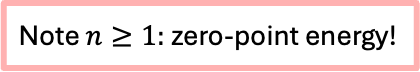 Note 𝑛 ≥ 1: zero-point energy!